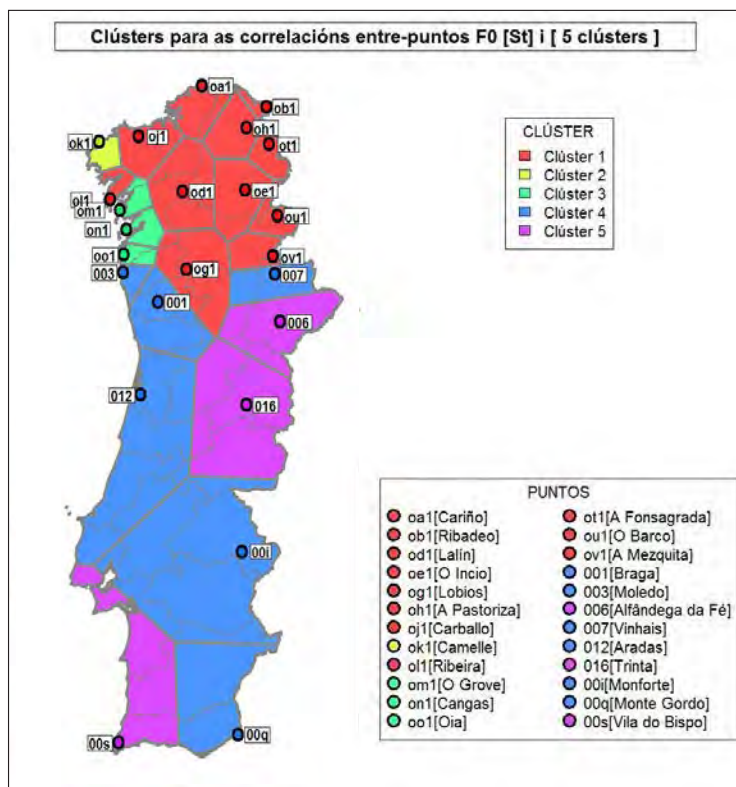 Clústers para as correlacións entre-puntos F0 [St] i [ 5 clústers ]
oa1
ob1
oh1
ok1
oj1
ot1
od1
oe1
ol1
om1
ou1
on1
oo1
ov1
og1
003
007
001
006
012
016
00i
00s
00q
CLÚSTER
Clúster 1
Clúster 2
Clúster 3
Clúster 4
Clúster 5
PUNTOS
oa1[Cariño]
ob1[Ribadeo]
od1[Lalín]
oe1[O Incio]
og1[Lobios]
oh1[A Pastoriza]
oj1[Carballo]
ok1[Camelle]
ol1[Ribeira]
om1[O Grove]
on1[Cangas]
oo1[Oia]
ot1[A Fonsagrada]
ou1[O Barco]
ov1[A Mezquita]
001[Braga]
003[Moledo]
006[Alfândega da Fé]
007[Vinhais]
012[Aradas]
016[Trinta]
00i[Monforte]
00q[Monte Gordo]
00s[Vila do Bispo]